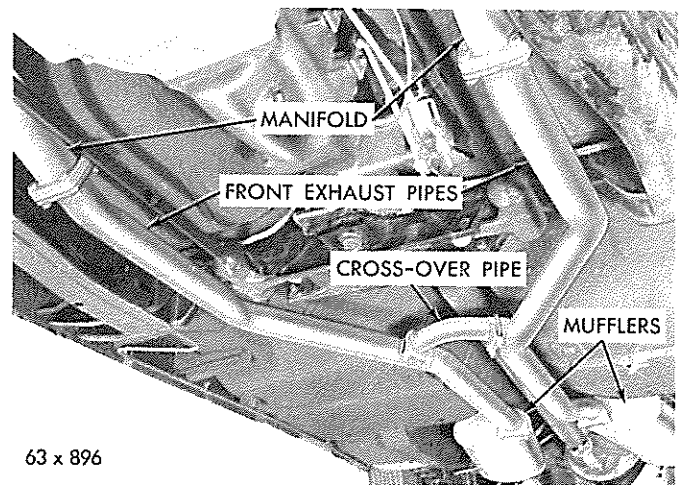 MANIFOLD
FRONT EXHAUST PIPES
CROSS-OVER PIPE
MUFFLERS
63 x 896